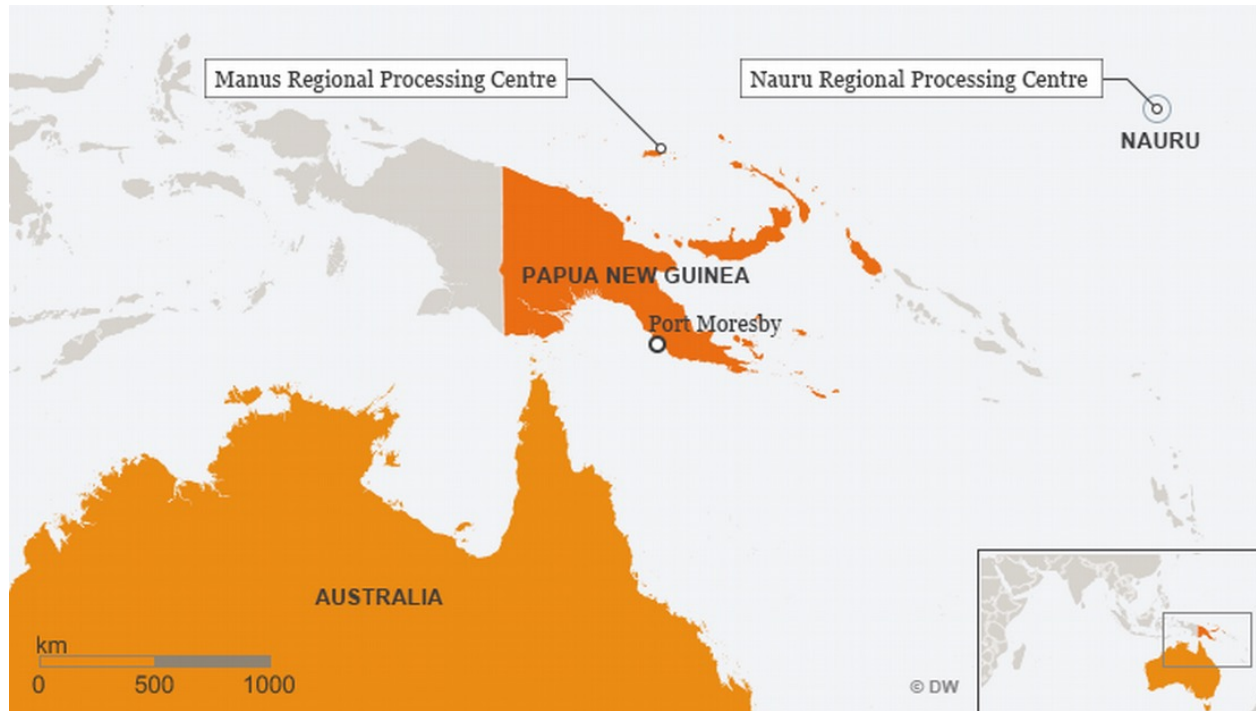 Manus Regional Processing Centre
Nauru Regional Processing Centre
NAURU
PAPUA NEW GUINEA
Port Moresby
AUSTRALIA
km
0 500 1000
© DW